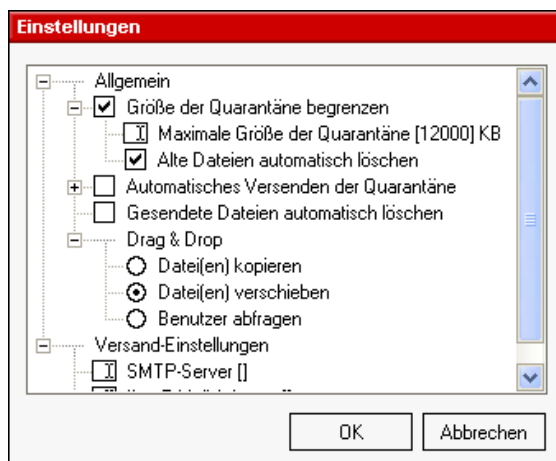 Einstellungen
Allgemein
Größe der Quarantäne begrenzen
Maximale Größe der Quarantäne [12000] KB
Alte Dateien automatisch löschen
Automatisches Versenden der Quarantäne
Gesendete Dateien automatisch löschen
Drag & Drop
Datei(en) kopieren
Datei(en) verschieben
Benutzer abfragen
Versand-Einstellungen
SMTP-Server []
OK
Abbrechen